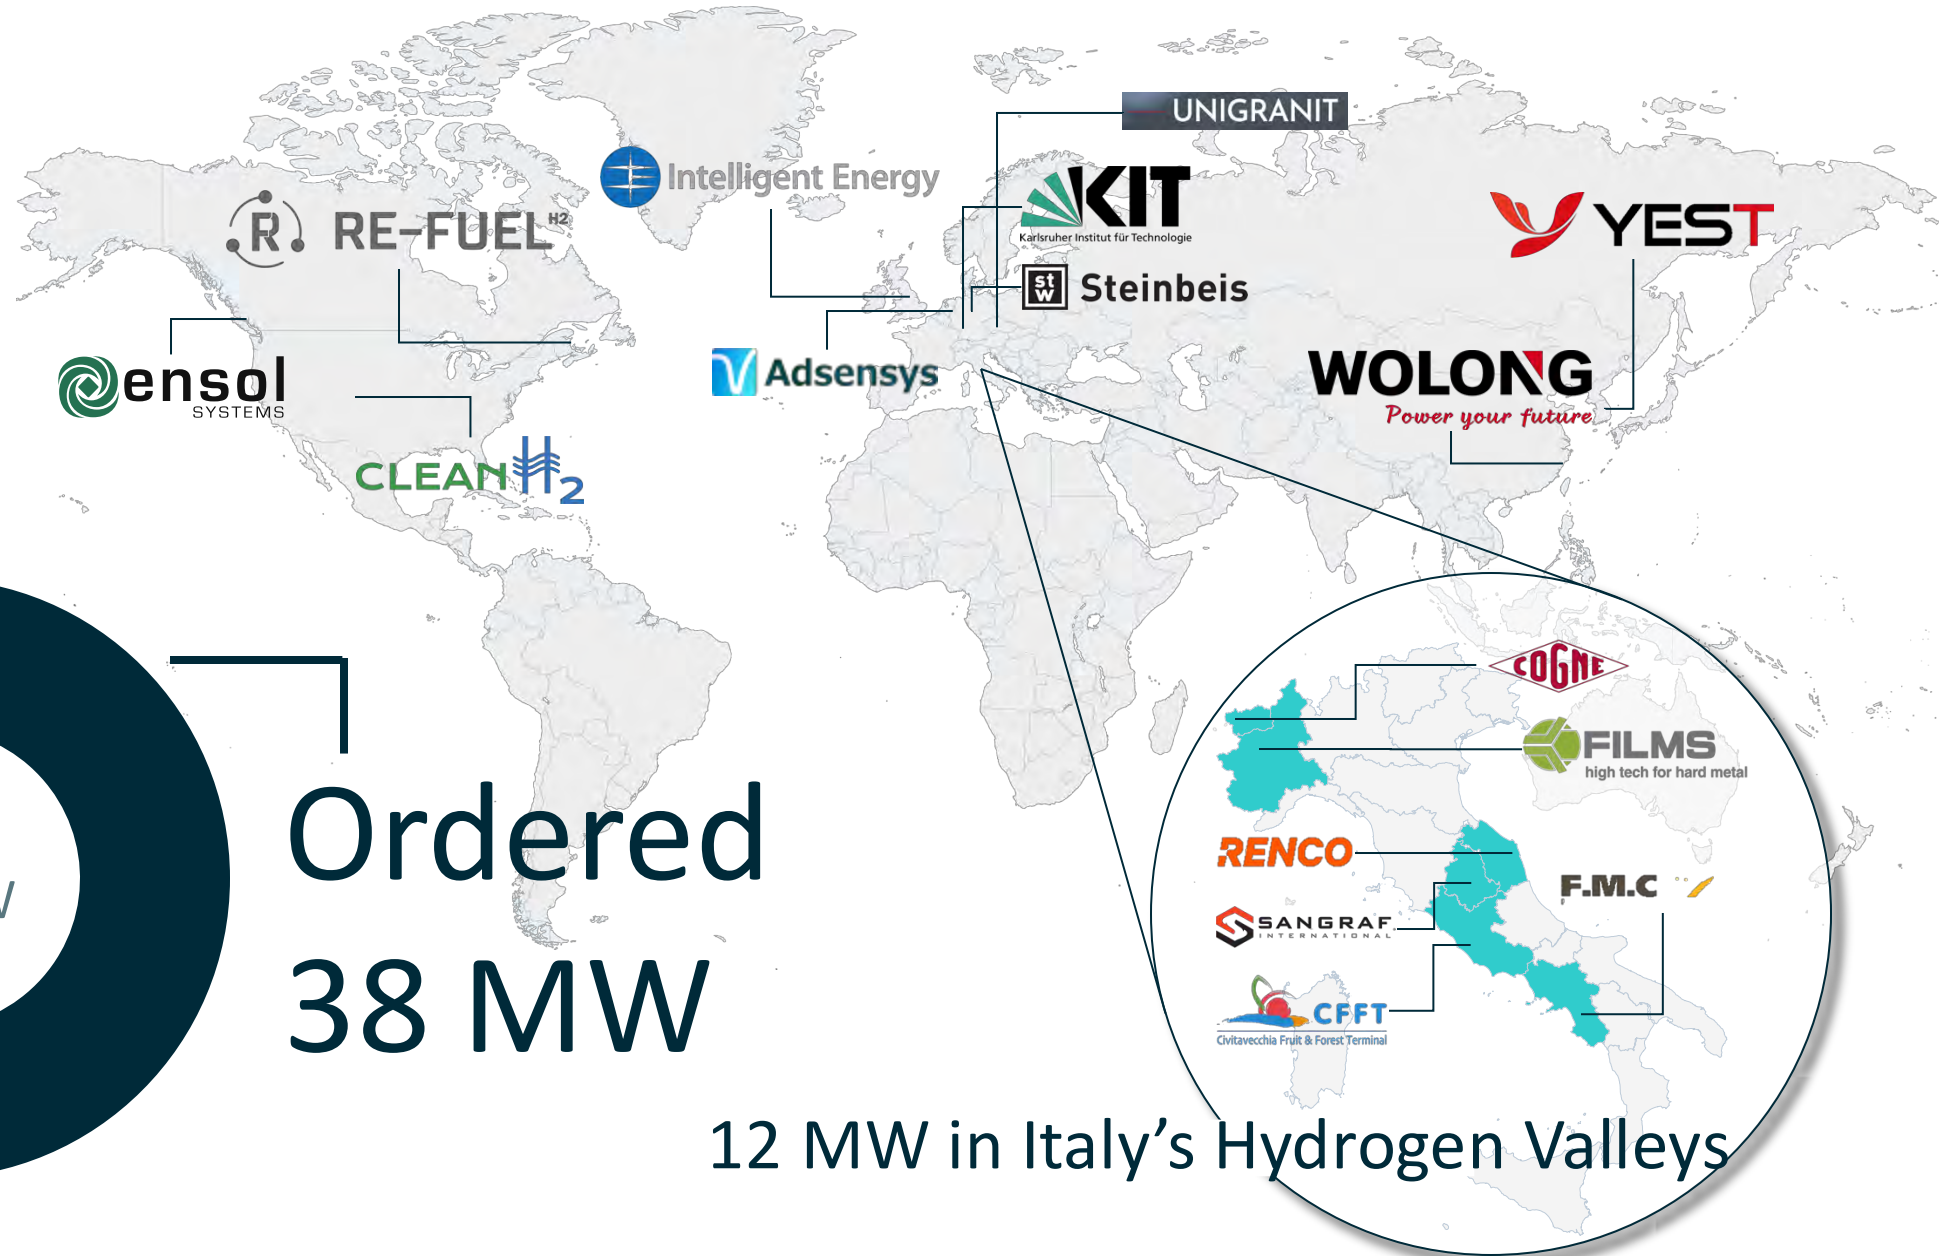 UNIGRANIT
Intelligent Energy
KIT
Karlsruher Institut für Technologie
R RE-FUEL H2
YEST
st
w Steinbeis
ensol
SYSTEMS
Adsensys
WOLONG
Power your future
CLEAN H2
COGNE
FILMS
high tech for hard metal
Ordered
38 MW
RENCO
F.M.C
SANGRAF
INTERNATIONAL
CFFT
Civitavecchia Fruit & Forest Terminal
12 MW in Italy’s Hydrogen Valleys